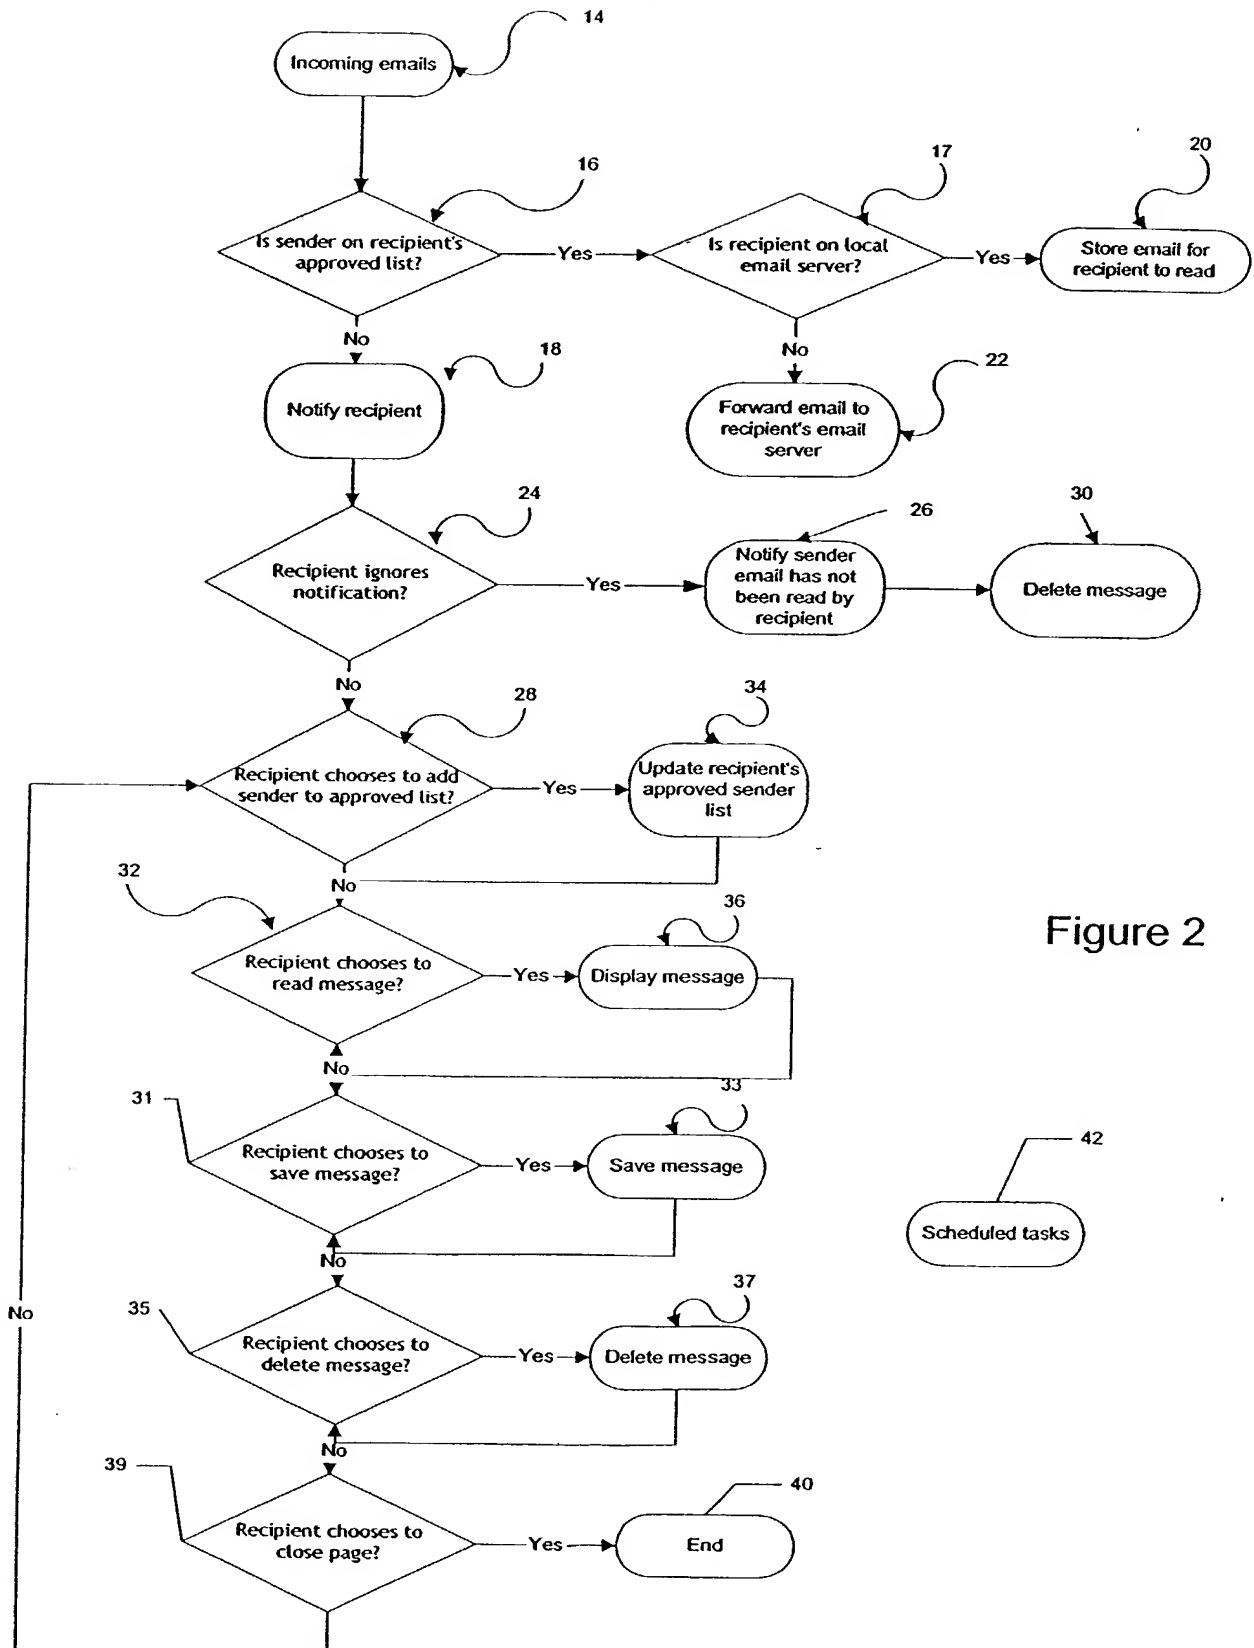 14
Incoming emails
16
17
20
Is sender on recipient's
approved list?
Yes
Is recipient on local
email server?
Yes
Store email for
recipient to read
No
No
18
22
Notify recipient
Forward email to
recipient's email
server
24
26
30
Recipient ignores
notification?
Yes
Notify sender
email has not
been read by
recipient
Delete message
No
28
34
Recipient chooses to add
sender to approved list?
Yes
Update recipient's
approved sender
list
32
No
36
Figure 2
Recipient chooses to
read message?
Yes
Display message
No
31
33
Recipient chooses to
save message?
Yes
Save message
42
Scheduled tasks
No
No
35
37
Recipient chooses to
delete message?
Yes
Delete message
No
39
40
Recipient chooses to
close page?
Yes
End